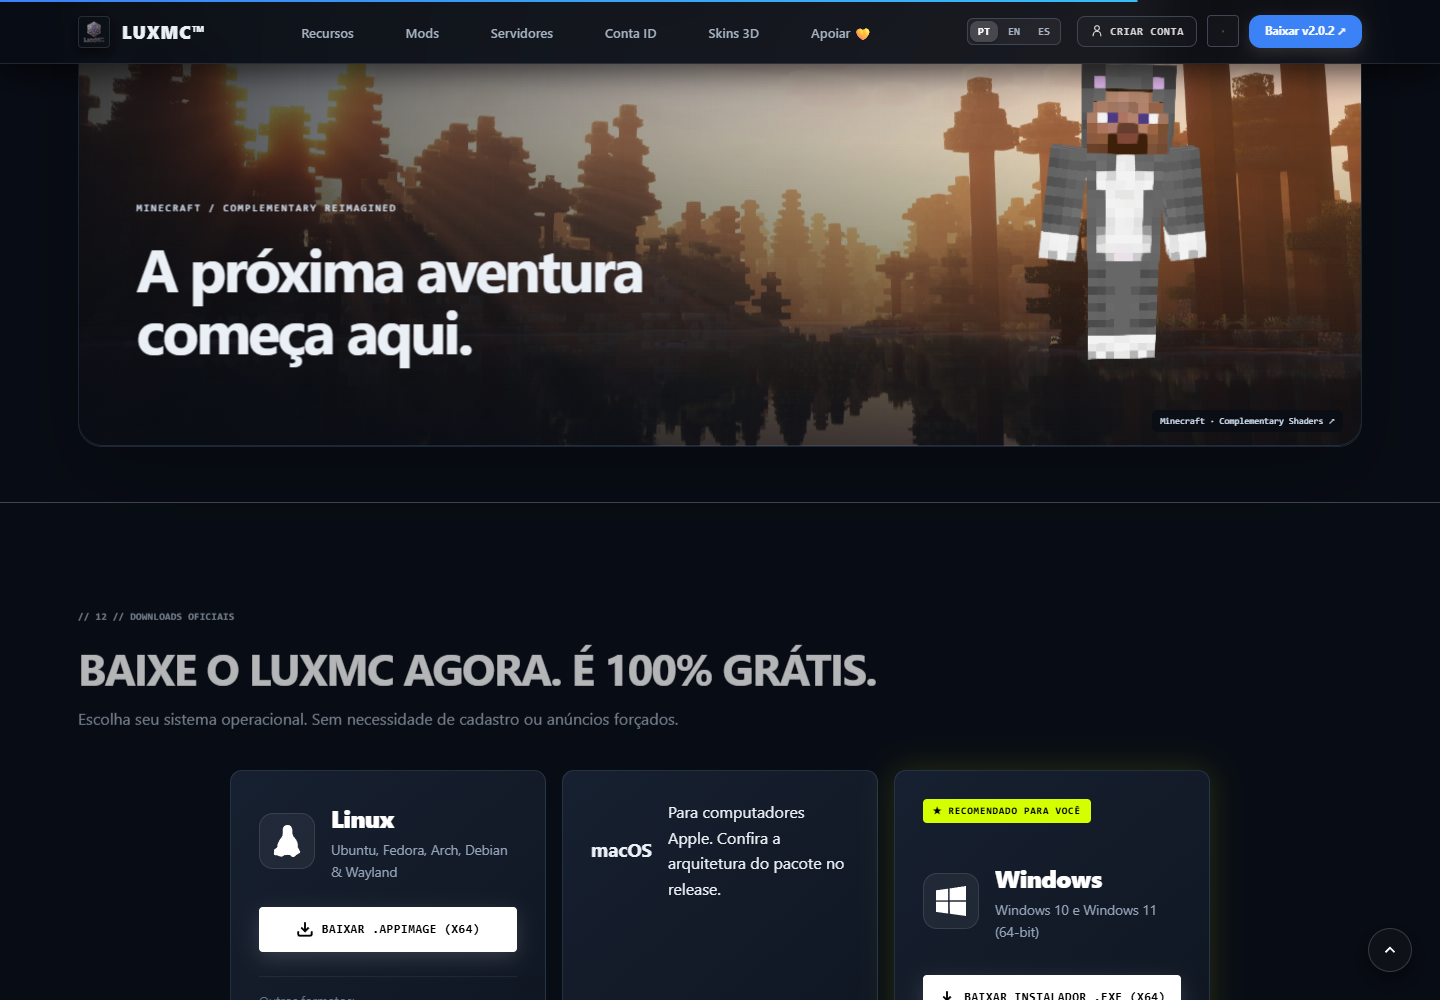 LUXMC™
Recursos
Mods
Servidores
Conta ID
Skins 3D
Apoiar
PT EN ES
CRIAR CONTA
Baixar v2.0.2 ↗
MINECRAFT / COMPLEMENTARY REIMAGINED
A próxima aventura
começa aqui.
Minecraft · Complementary Shaders ↗
// 12 // DOWNLOADS OFICIAIS
BAIXE O LUXMC AGORA. É 100% GRÁTIS.
Escolha seu sistema operacional. Sem necessidade de cadastro ou anúncios forçados.
Linux
Ubuntu, Fedora, Arch, Debian
& Wayland
BAIXAR .APPIMAGE (X64)
Outros formatos:
macOS
Para computadores
Apple. Confira a
arquitetura do pacote no
release.
★ RECOMENDADO PARA VOCÊ
Windows
Windows 10 e Windows 11
(64-bit)
BAIXAR INSTALADOR .EXE (X64)